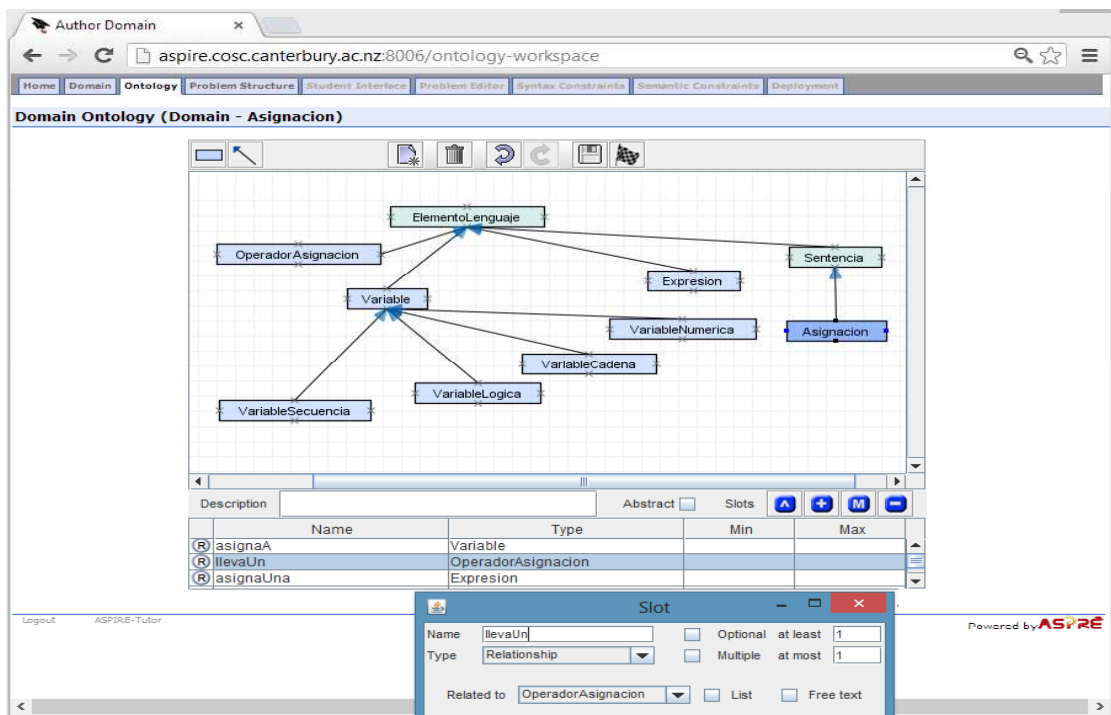 Author Domain ×
aspire.cosc.canterbury.ac.nz:8006/ontology-workspace
Home Domain Ontology Problem Structure Student Interface Problem Editor Syntax Constraints Semantic Constraints Deployment
Domain Ontology (Domain - Asignacion)
ElementoLenguaje
OperadorAsignacion
Sentencia
Expresion
Variable
VariableNumerica
Asignacion
VariableCadena
VariableLogica
VariableSecuencia
Description Abstract Slots M
Name Type Min Max
R asignaA Variable
R llevaUn OperadorAsignacion
R asignaUna Expresion
Slot
Logout ASPIRE-Tutor Powered by ASPIRE
Name llevaUn Optional at least 1
Type Relationship Multiple at most 1
Related to OperadorAsignacion List Free text